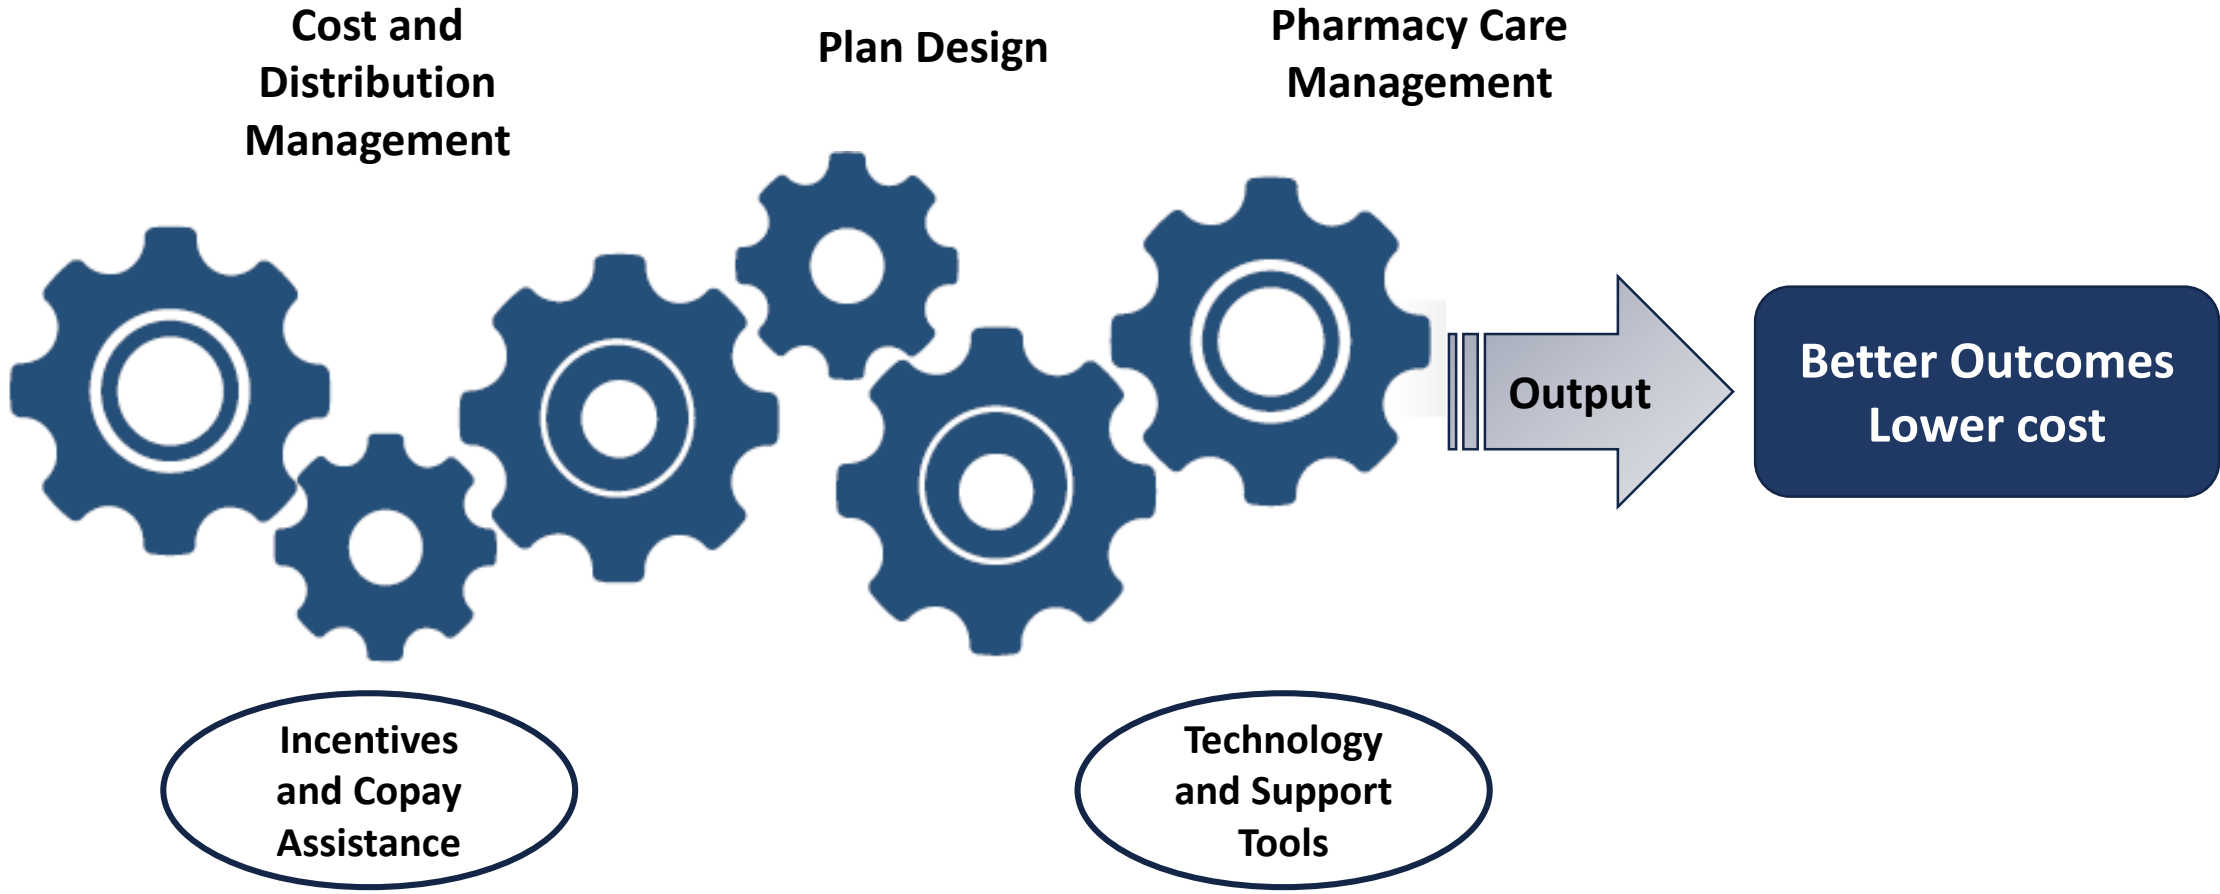 Cost and
Distribution
Management
Plan Design
Pharmacy Care
Management
Output
Better Outcomes
Lower cost
Incentives
and Copay
Assistance
Technology
and Support
Tools